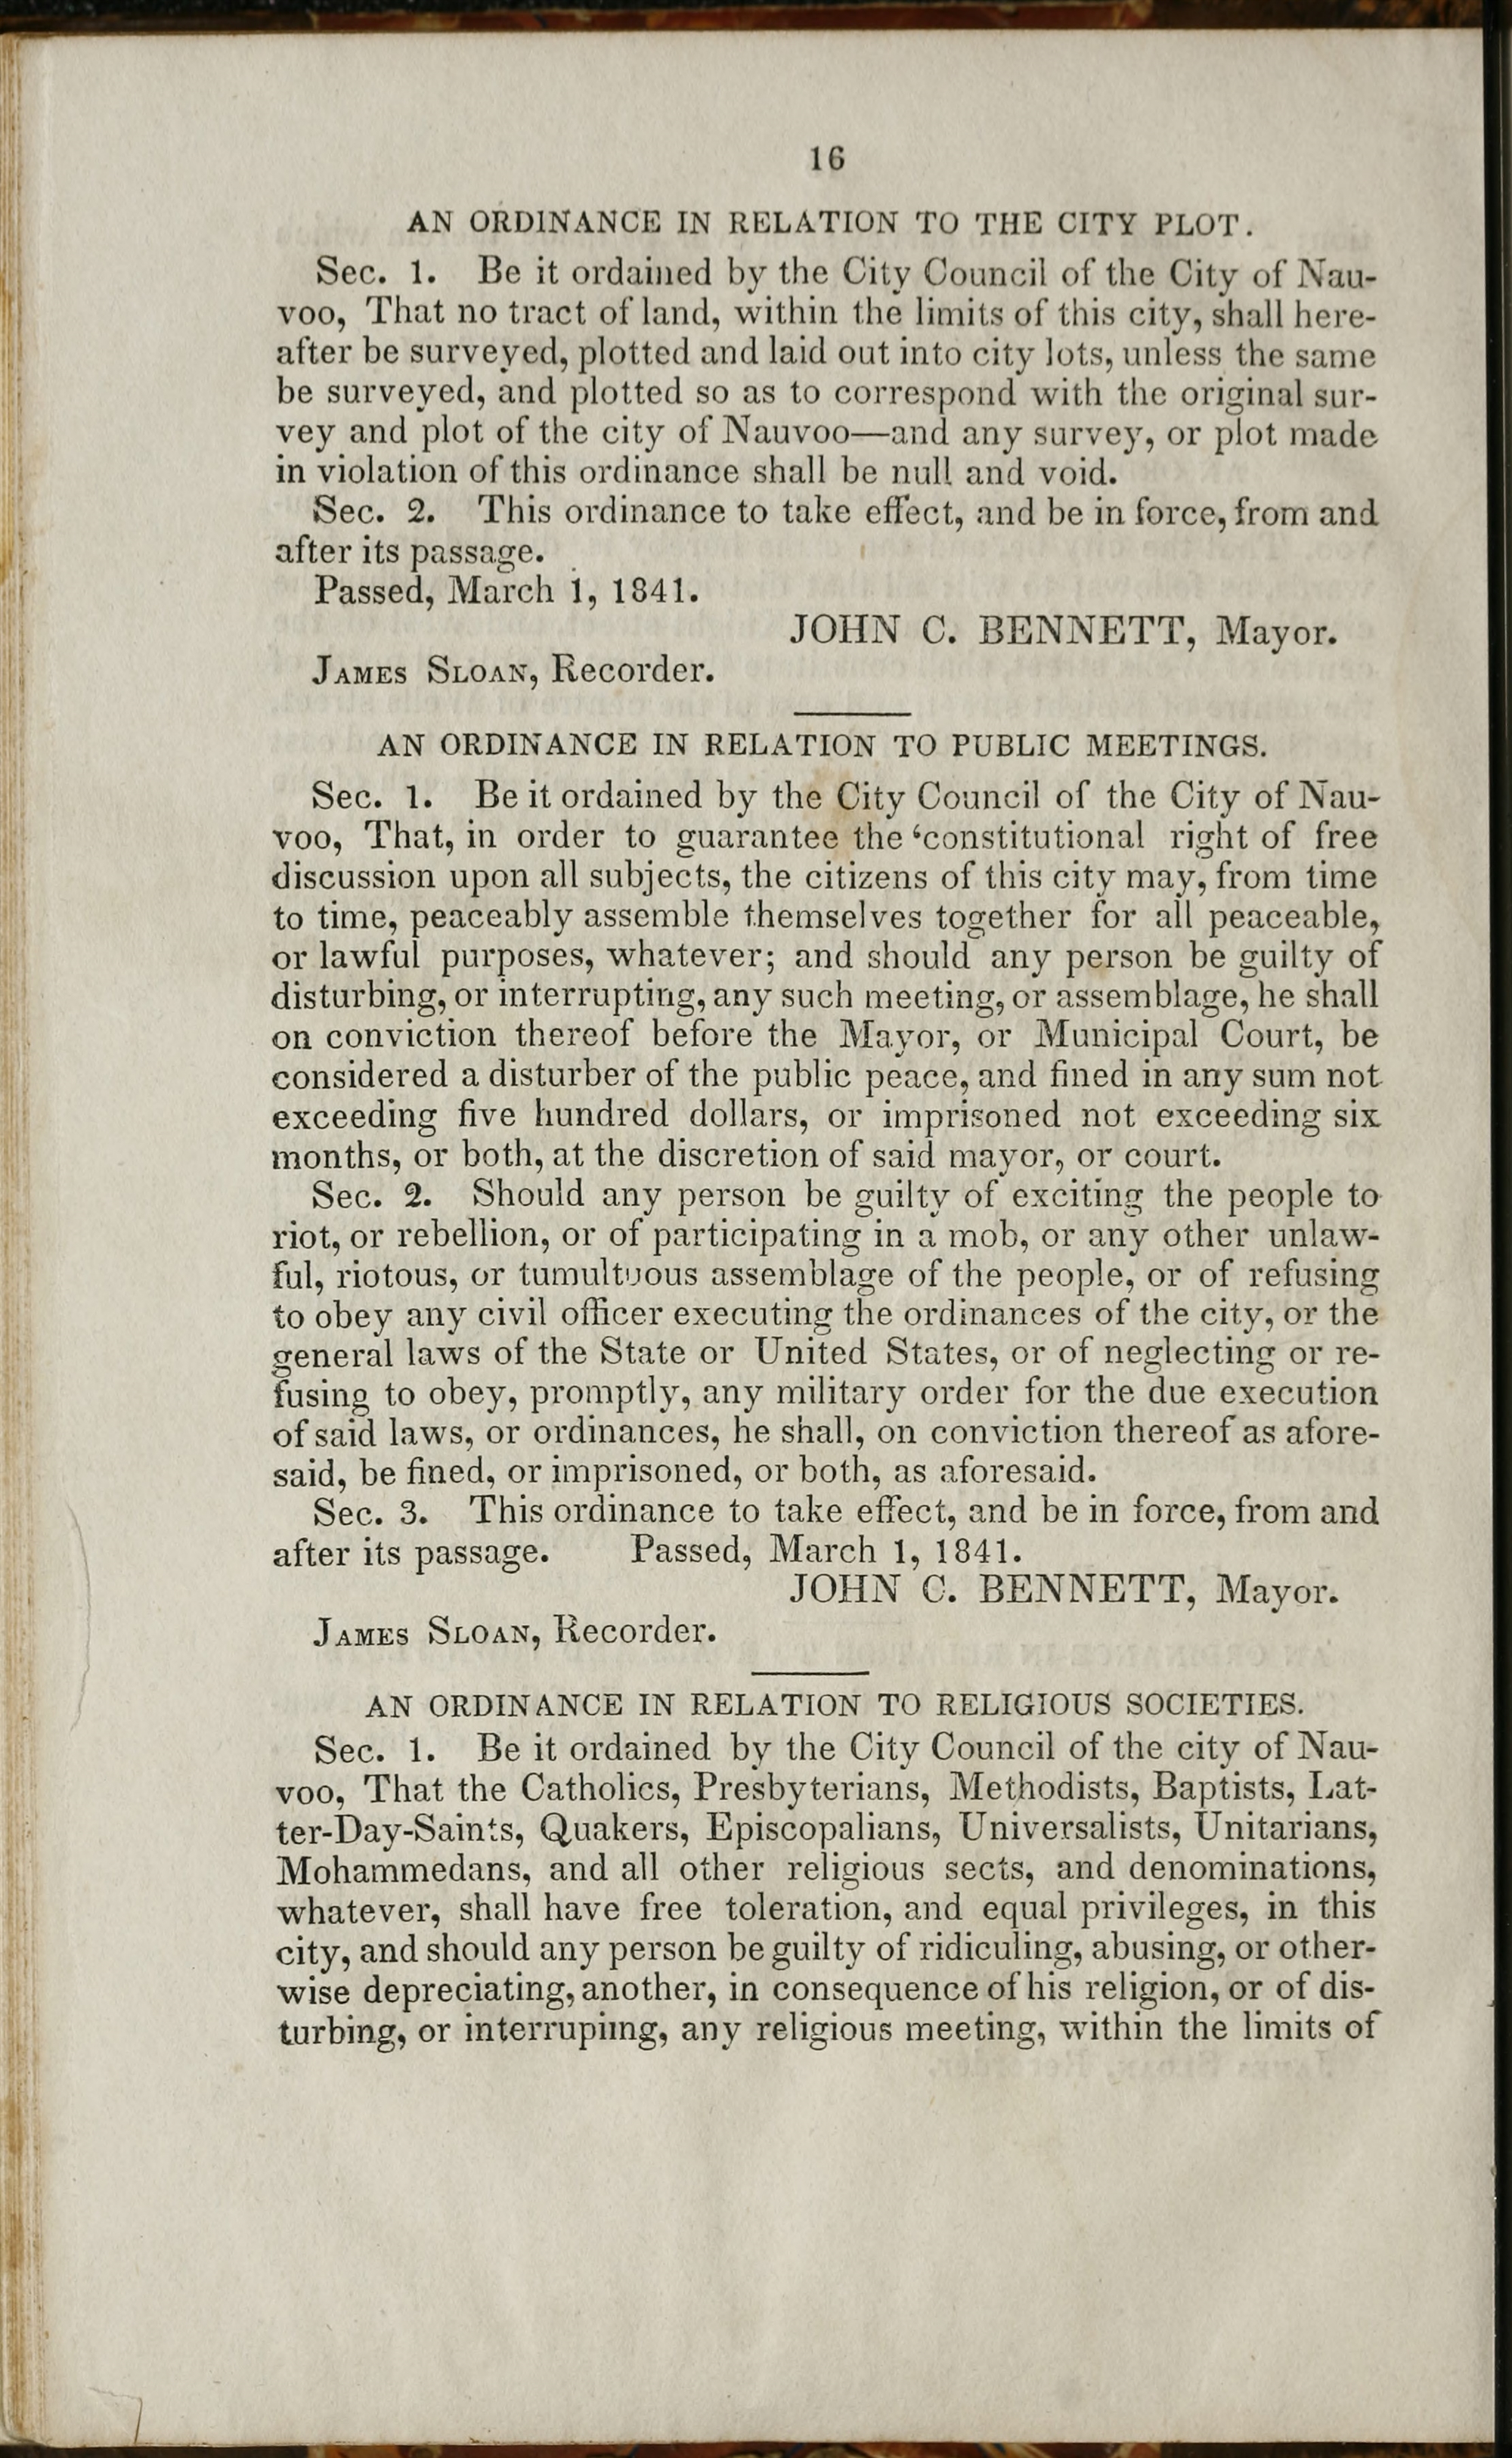 16
AN ORDINANCE IN RELATION TO THE CITY PLOT.
Sec. 1. Be it ordained by the City Council of the City of Nau-
voo, That no tract of land, within the limits of this city, shall here-
after be surveyed, plotted and laid out into city lots, unless the same
be surveyed, and plotted so as to correspond with the original sur-
vey and plot of the city of Nauvoo—and any survey, or plot made
in violation of this ordinance shall be null and void.
Sec. 2. This ordinance to take effect, and be in force, from and
after its passage.
Passed, March 1, 1841.
JOHN C. BENNETT, Mayor.
JAMES SLOAN, Recorder.
AN ORDINANCE IN RELATION TO PUBLIC MEETINGS.
Sec. 1. Be it ordained by the City Council of the City of Nau-
voo, That, in order to guarantee the ‘constitutional right of free
discussion upon all subjects, the citizens of this city may, from time
to time, peaceably assemble themselves together for all peaceable,
or lawful purposes, whatever; and should any person be guilty of
disturbing, or interrupting, any such meeting, or assemblage, he shall
on conviction thereof before the Mayor, or Municipal Court, be
considered a disturber of the public peace, and fined in any sum not
exceeding five hundred dollars, or imprisoned not exceeding six
months, or both, at the discretion of said mayor, or court.
Sec. 2. Should any person be guilty of exciting the people to
riot, or rebellion, or of participating in a mob, or any other unlaw-
ful, riotous, or tumultuous assemblage of the people, or of refusing
to obey any civil officer executing the ordinances of the city, or the
general laws of the State or United States, or of neglecting or re-
fusing to obey, promptly, any military order for the due execution
of said laws, or ordinances, he shall, on conviction thereof as afore-
said, be fined, or imprisoned, or both, as aforesaid.
Sec. 3. This ordinance to take effect, and be in force, from and
after its passage. Passed, March 1, 1841.
JOHN C. BENNETT, Mayor.
JAMES SLOAN, Recorder.
AN ORDINANCE IN RELATION TO RELIGIOUS SOCIETIES.
Sec. 1. Be it ordained by the City Council of the city of Nau-
voo, That the Catholics, Presbyterians, Methodists, Baptists, Lat-
ter-Day-Saints, Quakers, Episcopalians, Universalists, Unitarians,
Mohammedans, and all other religious sects, and denominations,
whatever, shall have free toleration, and equal privileges, in this
city, and should any person be guilty of ridiculing, abusing, or other-
wise depreciating, another, in consequence of his religion, or of dis-
turbing, or interrupiing, any religious meeting, within the limits of